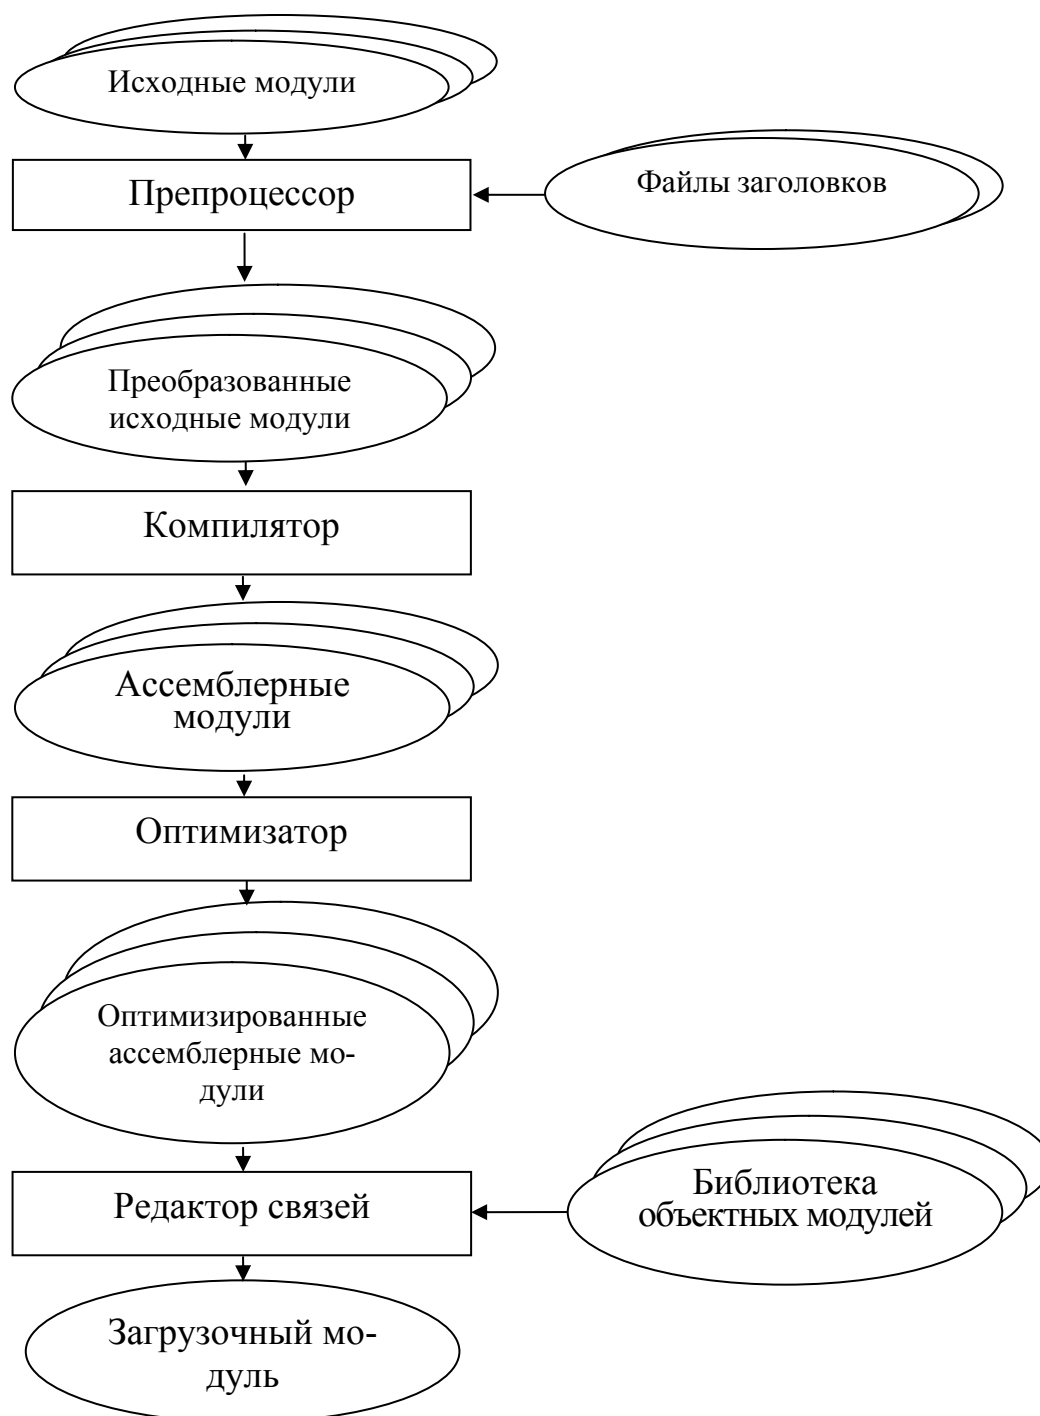 Исходные модули
Препроцессор
Файлы заголовков
Преобразованные
исходные модули
Компилятор
Ассемблерные
модули
Оптимизатор
Оптимизированные
ассемблерные мо-
дули
Редактор связей
Библиотека
объектных модулей
Загрузочный мо-
дуль